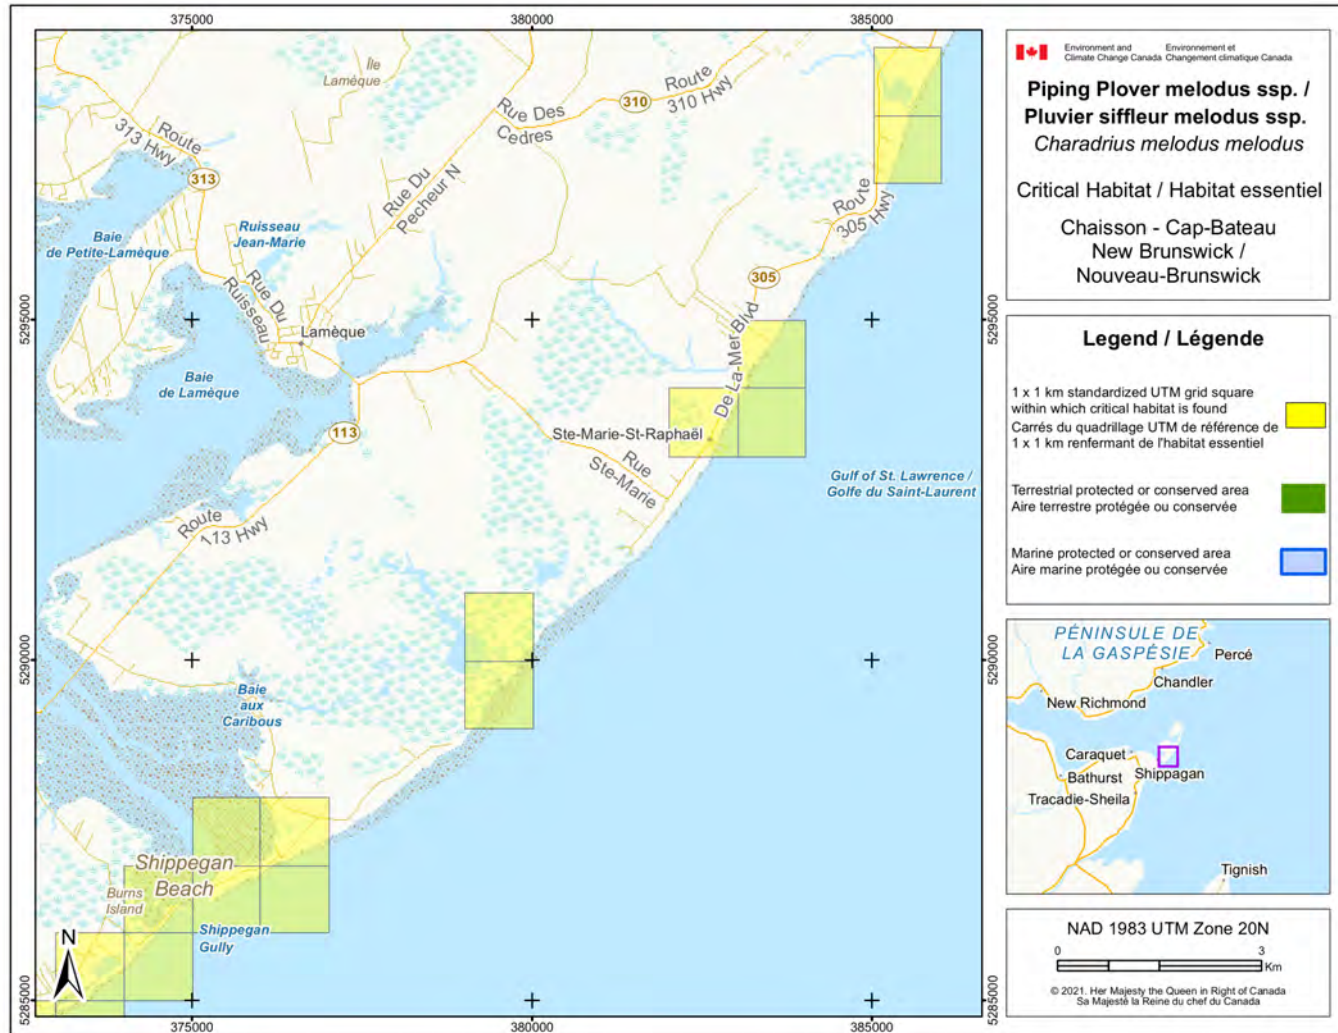 375000
380000
385000
Île
Lamèque
Route
313 Hwy
313
Rue Des
Cedres
310
Route
310 Hwy
Rue Du
Pecheur N
Baie
de Petite-Lamèque
Ruisseau
Jean-Marie
Rue Du
Ruisseau
Lamèque
Route
305 Hwy
305
5295000
5295000
De La-Mer Blvd
Baie
de Lamèque
113
Ste-Marie-St-Raphaël
Rue
Ste-Marie
Gulf of St. Lawrence /
Golfe du Saint-Laurent
Route
113 Hwy
5290000
5290000
Baie
aux
Caribous
Shippegan
Beach
Burns
Island
Shippegan
Gully
N
5285000
5285000
375000
380000
385000
Environment and
Climate Change Canada
Environnement et
Changement climatique Canada
Piping Plover melodus ssp. /
Pluvier siffleur melodus ssp.
Charadrius melodus melodus
Critical Habitat / Habitat essentiel
Chaisson - Cap-Bateau
New Brunswick /
Nouveau-Brunswick
Legend / Légende
1 x 1 km standardized UTM grid square
within which critical habitat is found
Carrés du quadrillage UTM de référence de
1 x 1 km renfermant de l'habitat essentiel
Terrestrial protected or conserved area
Aire terrestre protégée ou conservée
Marine protected or conserved area
Aire marine protégée ou conservée
PÉNINSULE DE
LA GASPÉSIE
Percé
Chandler
New Richmond
Caraquet
Shippagan
Bathurst
Tracadie-Sheila
Tignish
NAD 1983 UTM Zone 20N
0
3
Km
© 2021. Her Majesty the Queen in Right of Canada
Sa Majesté la Reine du chef du Canada